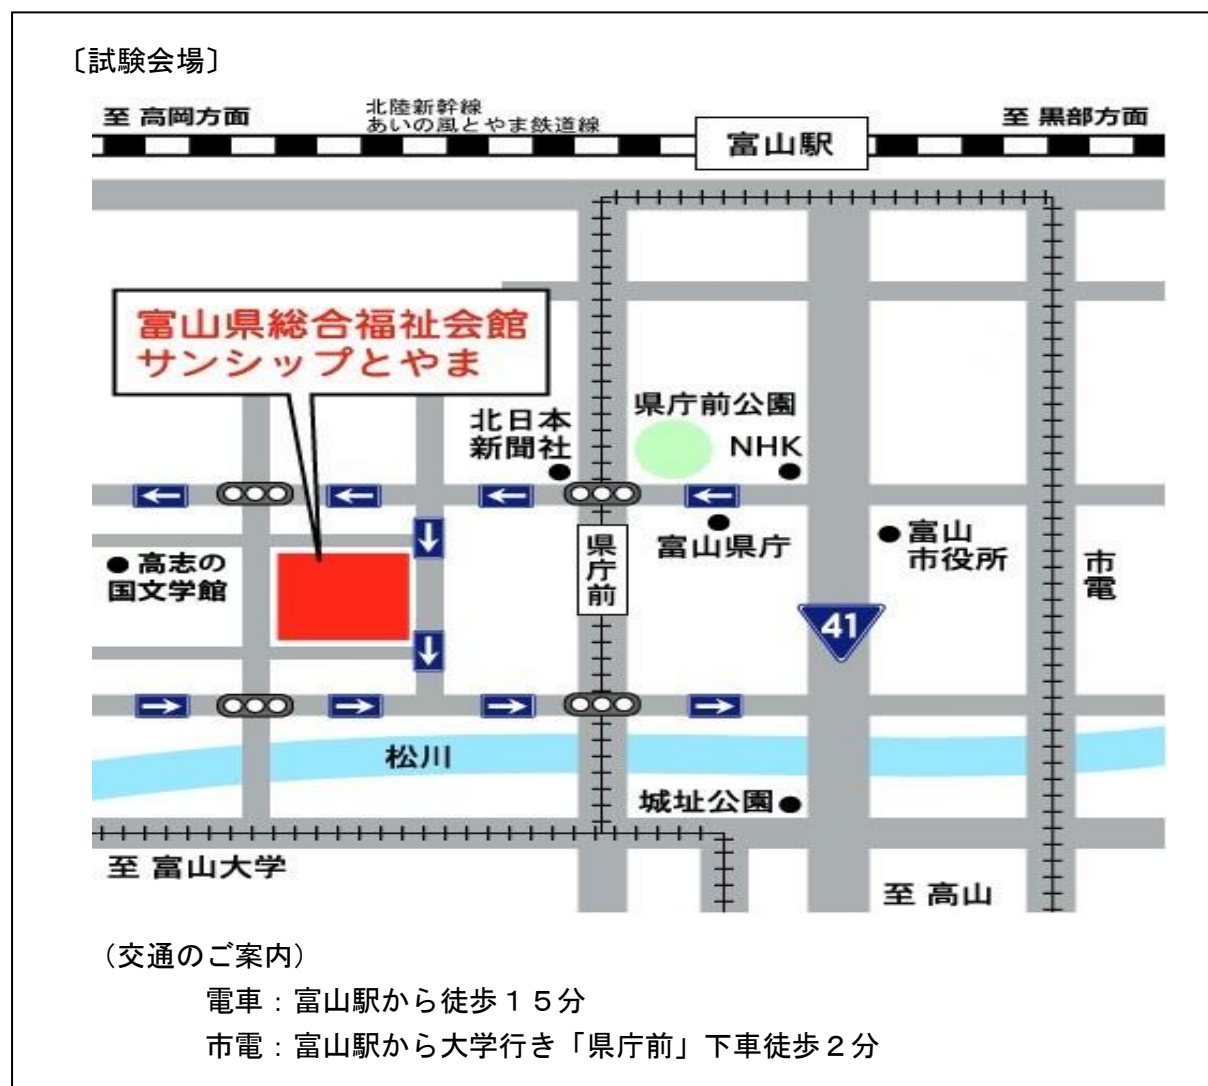 〔試験会場〕
至 高岡方面
北陸新幹線
あいの風とやま鉄道線
至 黒部方面
富山駅
富山県総合福祉会館
サンシップとやま
県庁前公園
北日本
新聞社
NHK
富山県庁
富山
市役所
県庁前
市電
高志の
国文学館
41
松川
城址公園
至 富山大学
至 高山
（交通のご案内）
電車：富山駅から徒歩１５分
市電：富山駅から大学行き「県庁前」下車徒歩２分